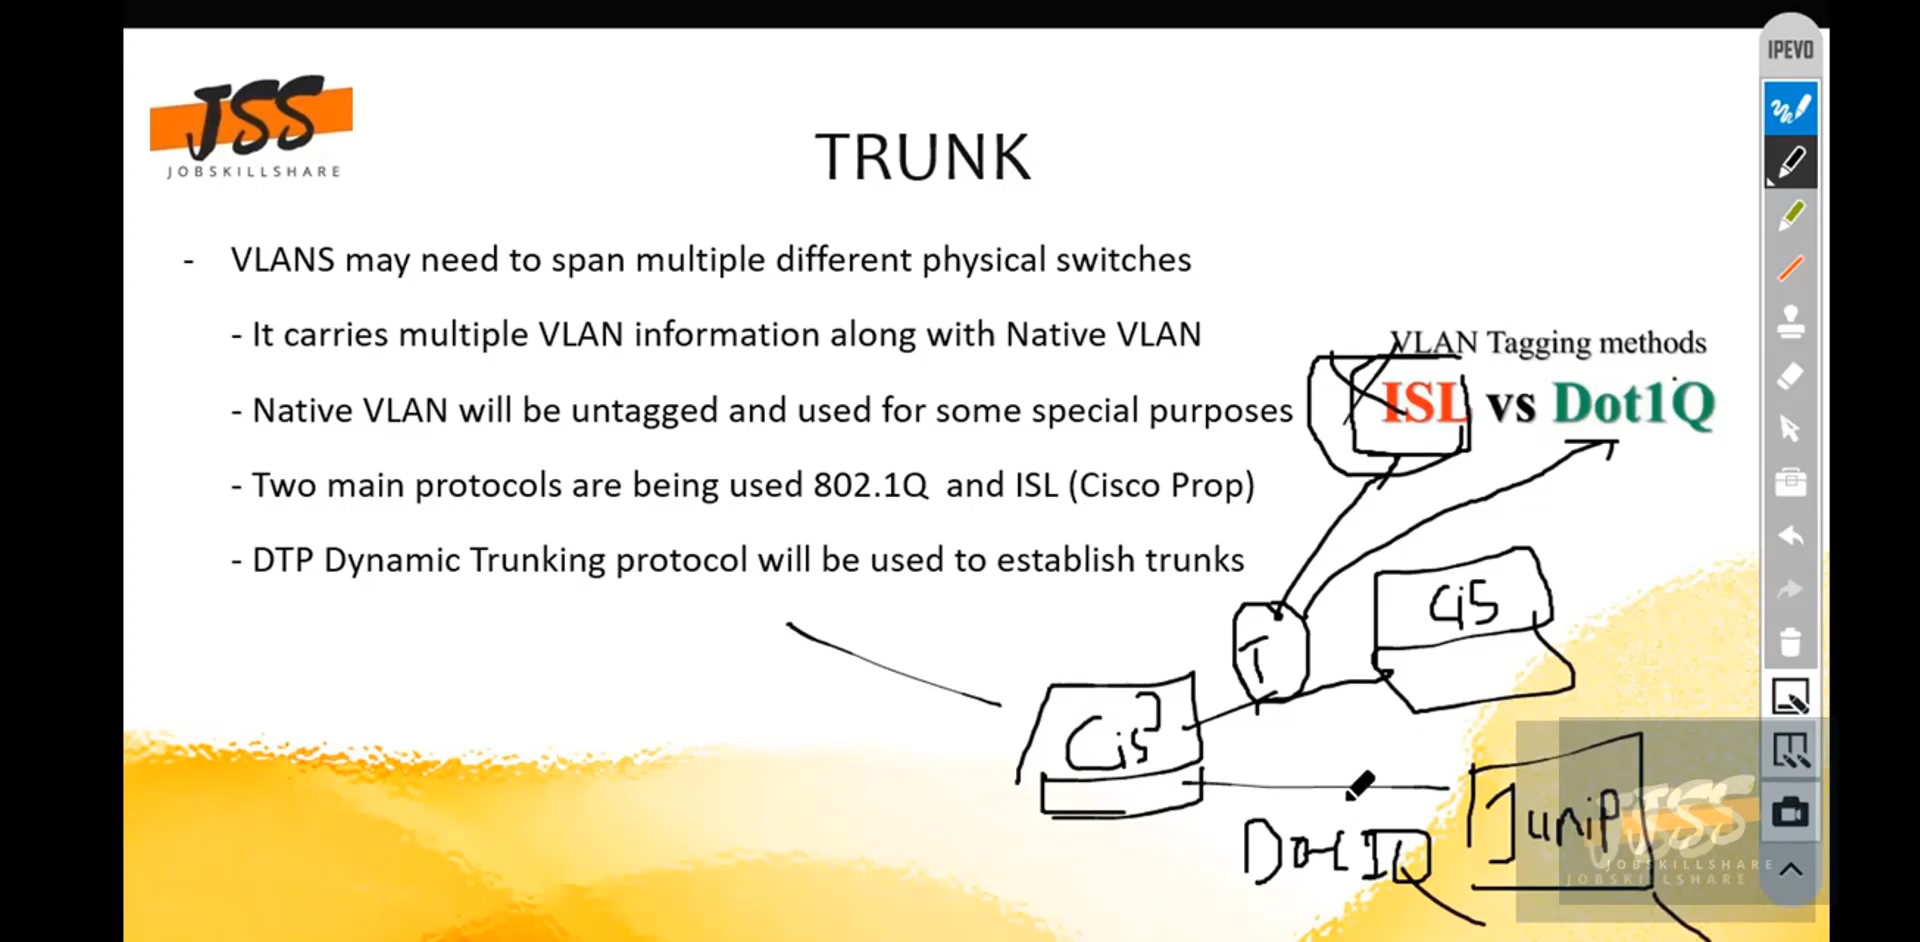 IPEVO
JSS
JOBSKILLSHARE
TRUNK
- VLANS may need to span multiple different physical switches
- It carries multiple VLAN information along with Native VLAN
VLAN Tagging methods
- Native VLAN will be untagged and used for some special purposes
ISL vs Dot1Q
- Two main protocols are being used 802.1Q and ISL (Cisco Prop)
- DTP Dynamic Trunking protocol will be used to establish trunks
Cis
T
Cis
Junip
Dot1Q
JSS
JOBSKILLSHARE
JOBSKILLSHARE